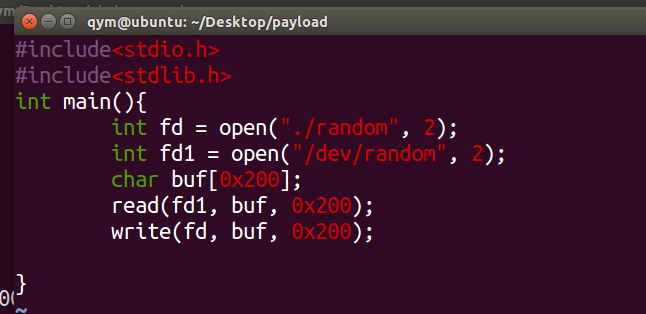 qym@ubuntu: ~/Desktop/payload
#include<stdio.h>
#include<stdlib.h>
int main(){
        int fd = open("./random", 2);
        int fd1 = open("/dev/random", 2);
        char buf[0x200];
        read(fd1, buf, 0x200);
        write(fd, buf, 0x200);
}
~